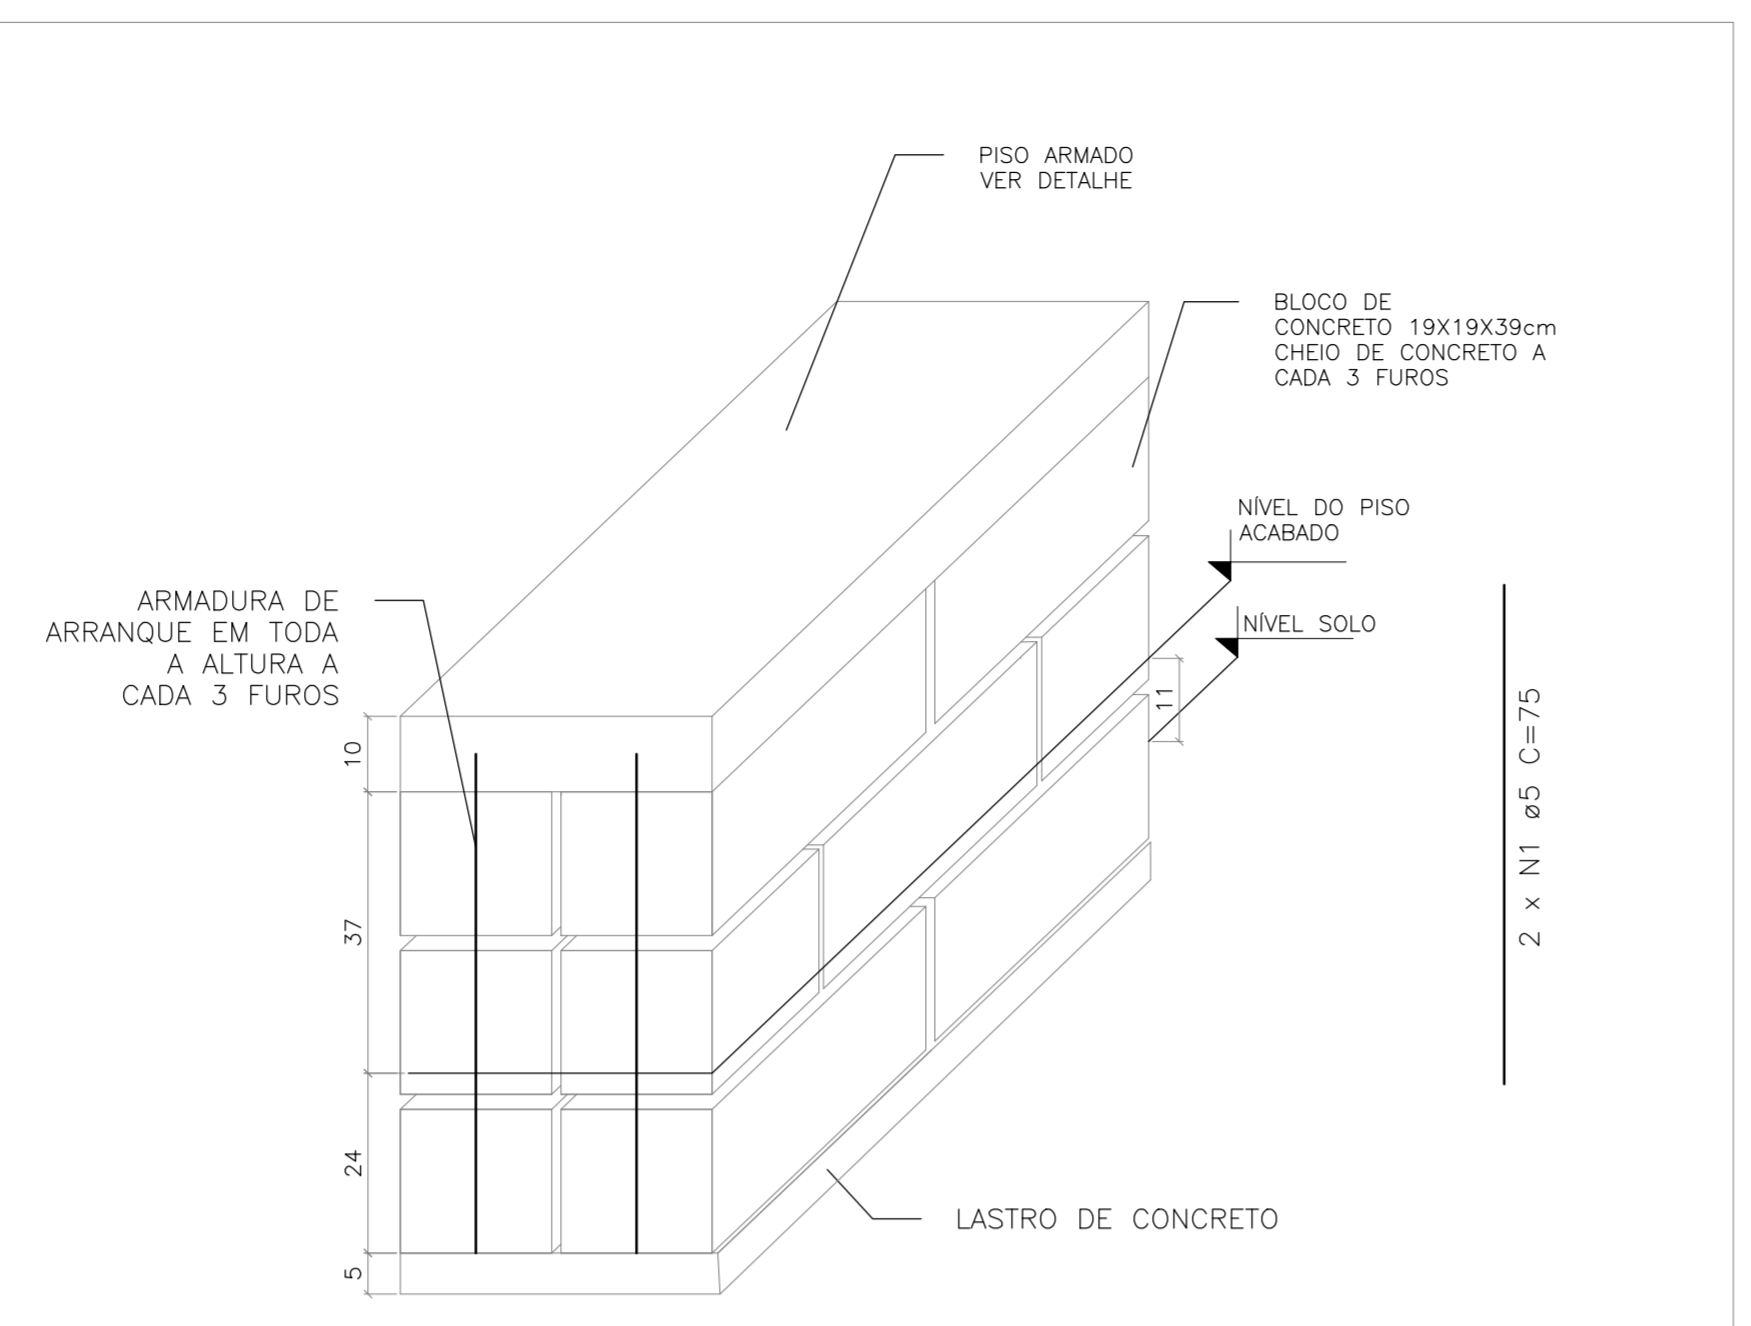 PISO ARMADO
VER DETALHE
BLOCO DE
CONCRETO 19X19X39cm
CHEIO DE CONCRETO A
CADA 3 FUROS
NÍVEL DO PISO
ACABADO
NÍVEL SOLO
ARMADURA DE
ARRANQUE EM TODA
A ALTURA A
CADA 3 FUROS
10
37
24
5
11
2 x N1 ø5 C=75
LASTRO DE CONCRETO